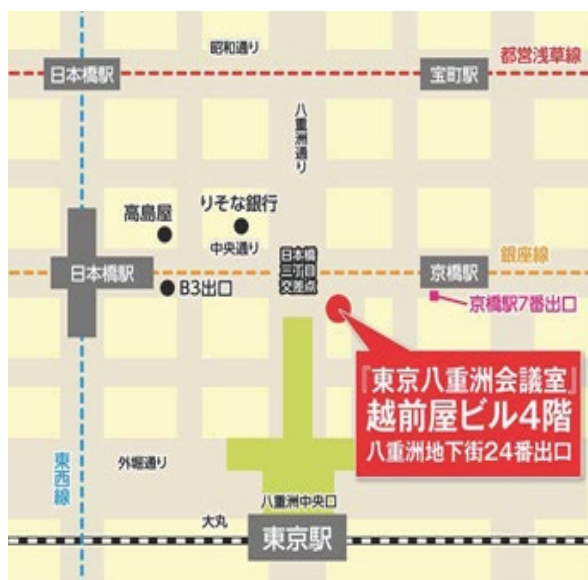 昭和通り
都営浅草線
日本橋駅
宝町駅
八重洲通り
高島屋
りそな銀行
中央通り
銀座線
日本橋駅
日本橋
二丁目
交差点
京橋駅
B3出口
京橋駅7番出口
『東京八重洲会議室』
越前屋ビル4階
八重洲地下街24番出口
東西線
外堀通り
八重洲中央口
大丸
東京駅